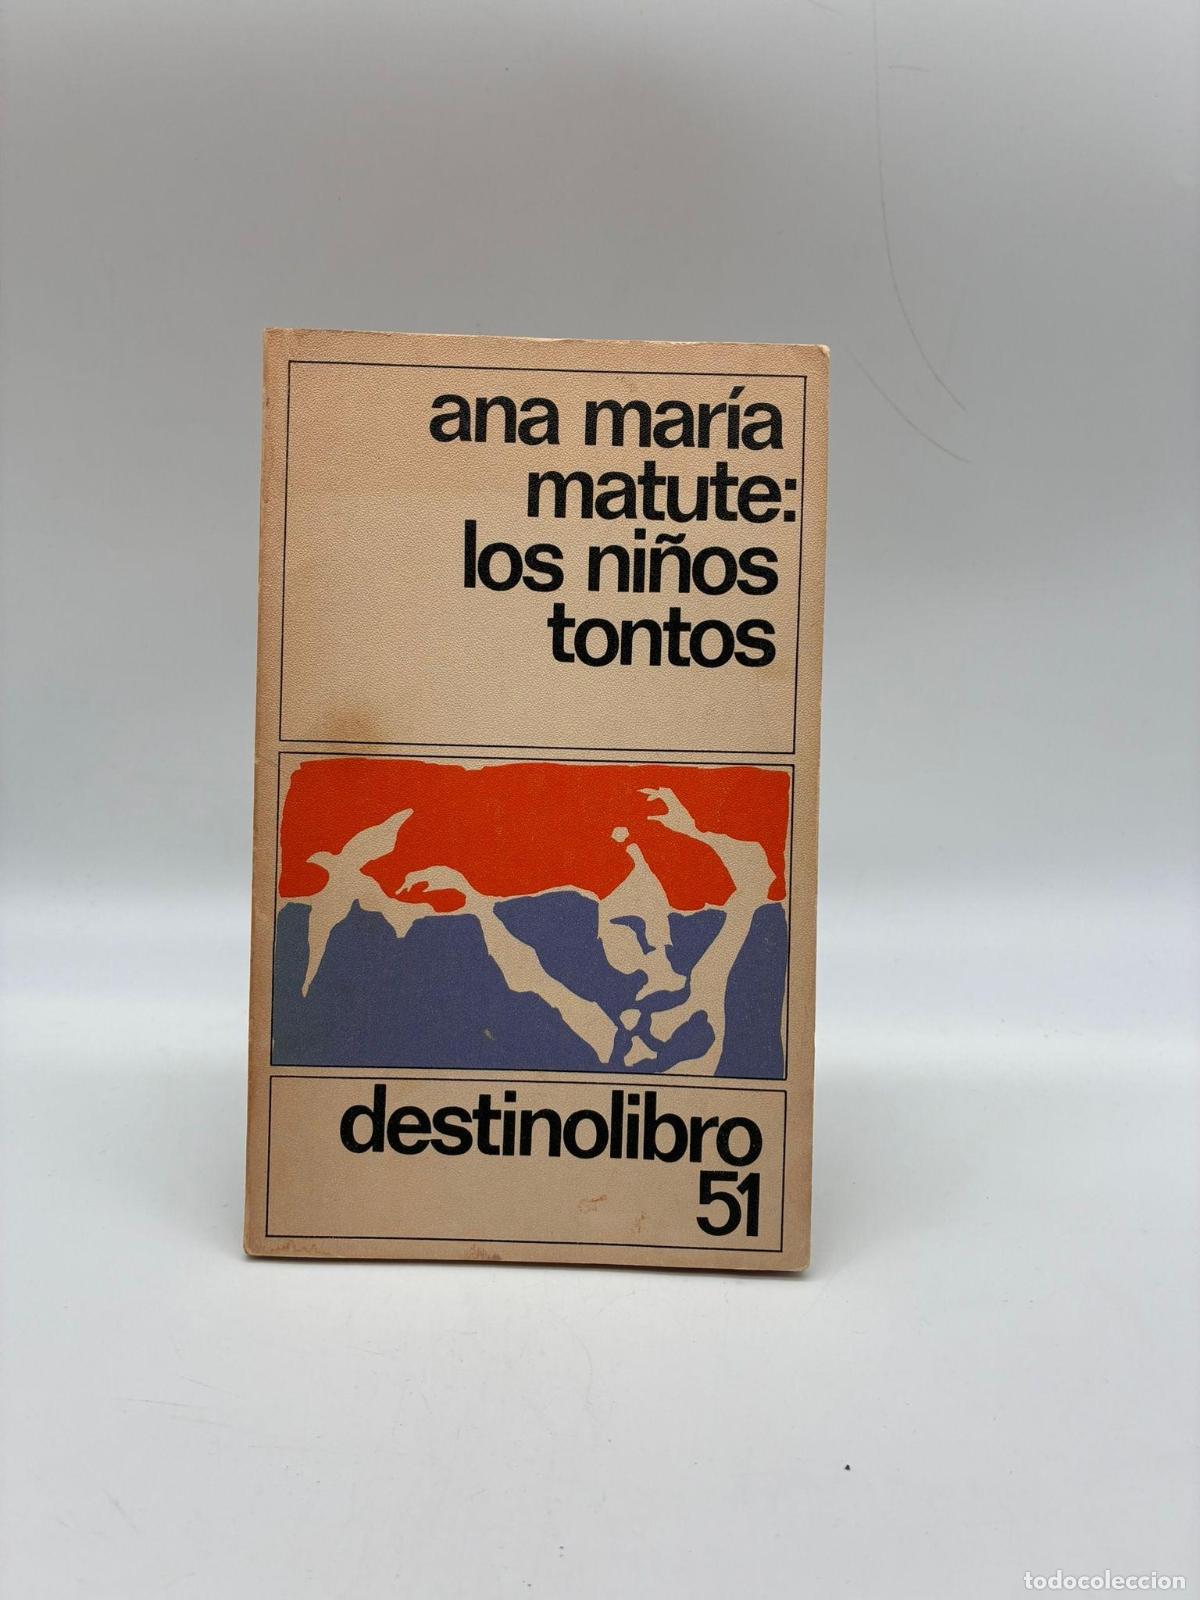 ana maría
matute:
los niños
tontos
destinolibro
51
todocoleccion